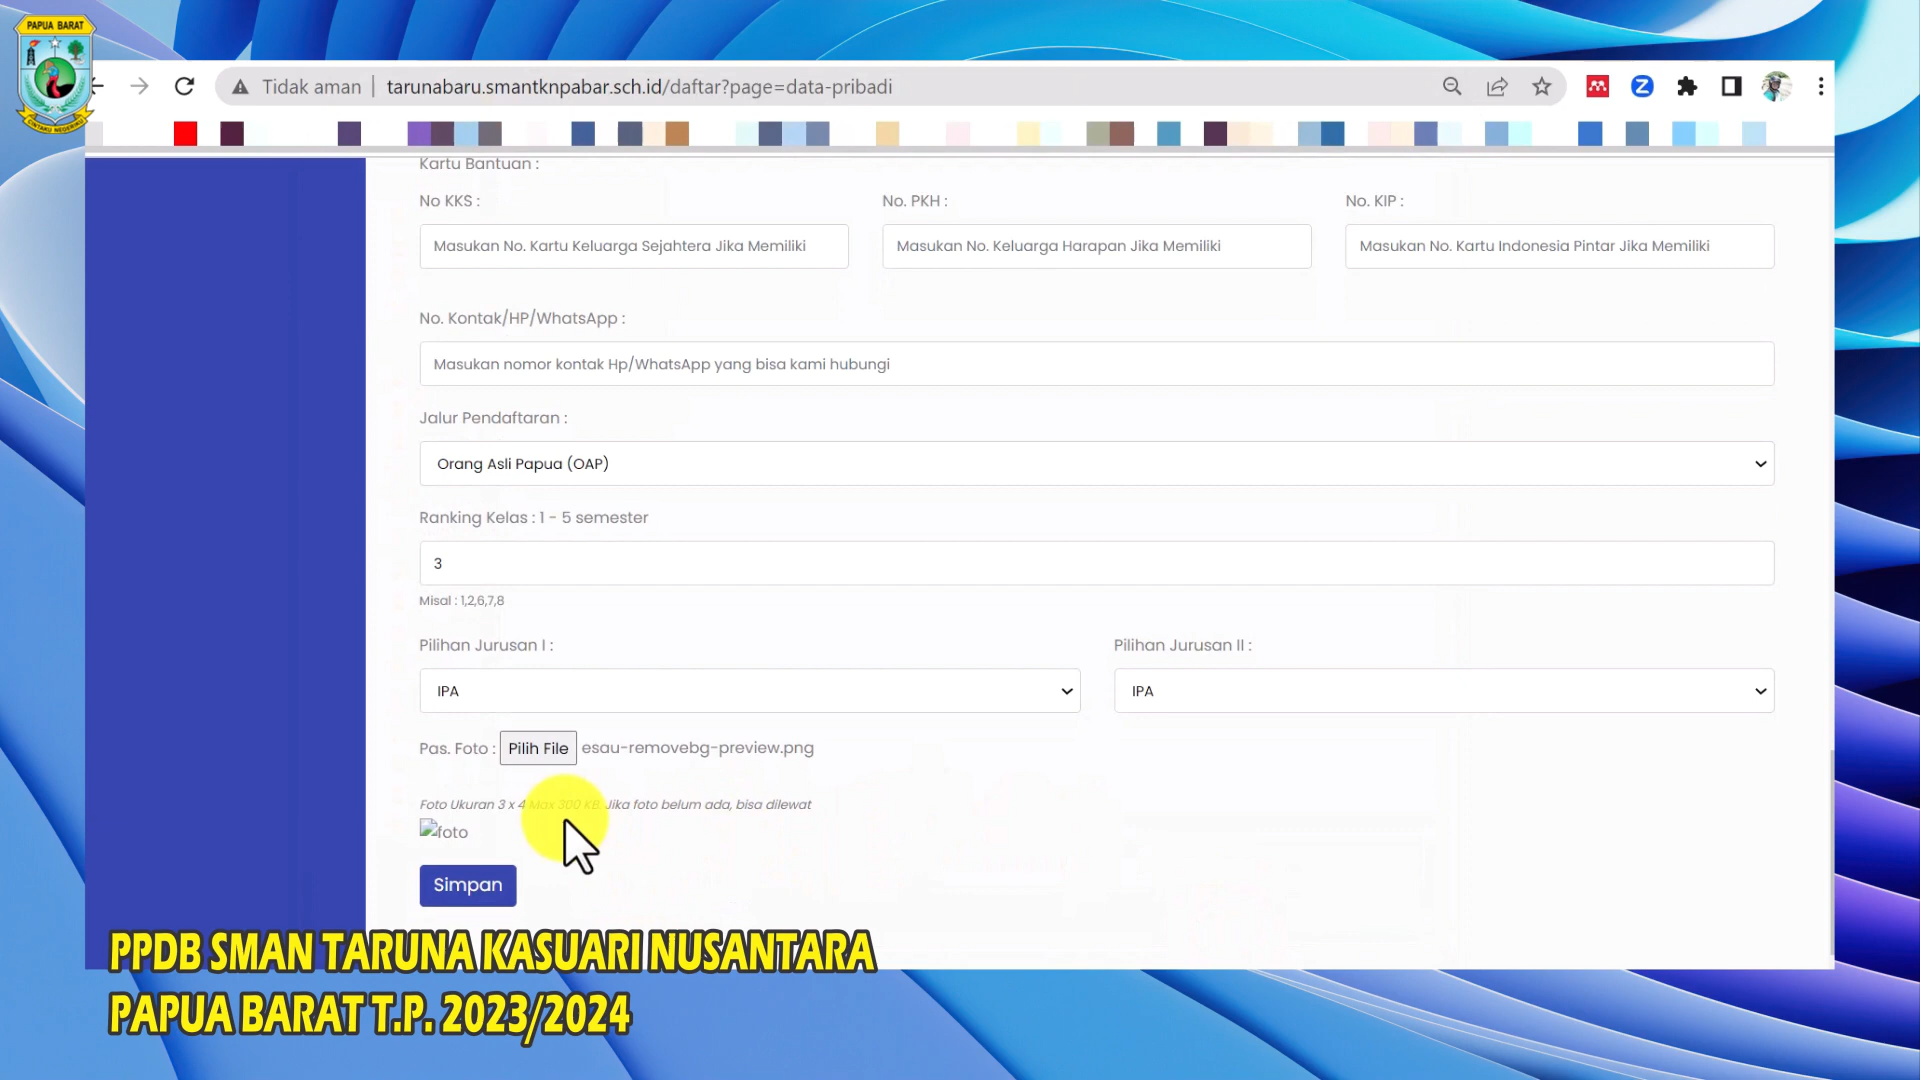 PAPUA BARAT
CINTAKU NEGERIKU
Tidak aman | tarunabaru.smantknpabar.sch.id/daftar?page=data-pribadi
Kartu Bantuan :
No KKS :
No. PKH :
No. KIP :
Masukan No. Kartu Keluarga Sejahtera Jika Memiliki
Masukan No. Keluarga Harapan Jika Memiliki
Masukan No. Kartu Indonesia Pintar Jika Memiliki
No. Kontak/HP/WhatsApp :
Masukan nomor kontak Hp/WhatsApp yang bisa kami hubungi
Jalur Pendaftaran :
Orang Asli Papua (OAP)
Ranking Kelas : 1 - 5 semester
3
Misal : 1,2,6,7,8
Pilihan Jurusan I :
Pilihan Jurusan II :
IPA
IPA
Pas. Foto : Pilih File esau-removebg-preview.png
Foto Ukuran 3 x 4 Max 300 KB. Jika foto belum ada, bisa dilewat
foto
Simpan
PPDB SMAN TARUNA KASUARI NUSANTARA
PAPUA BARAT T.P. 2023/2024